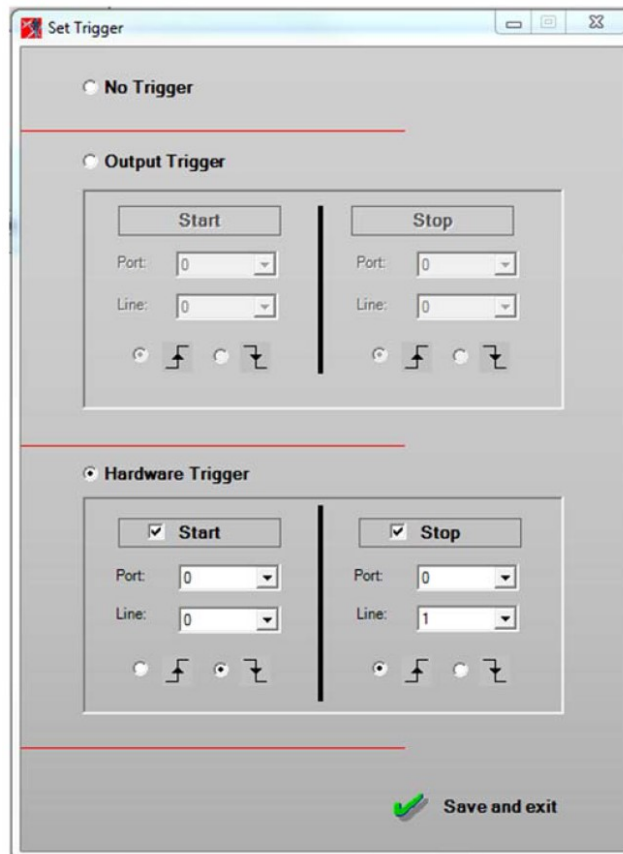 Set Trigger
No Trigger
Output Trigger
Start
Stop
Port: 0
Port: 0
Line: 0
Line: 0
Hardware Trigger
Start
Stop
Port: 0
Port: 0
Line: 0
Line: 1
Save and exit